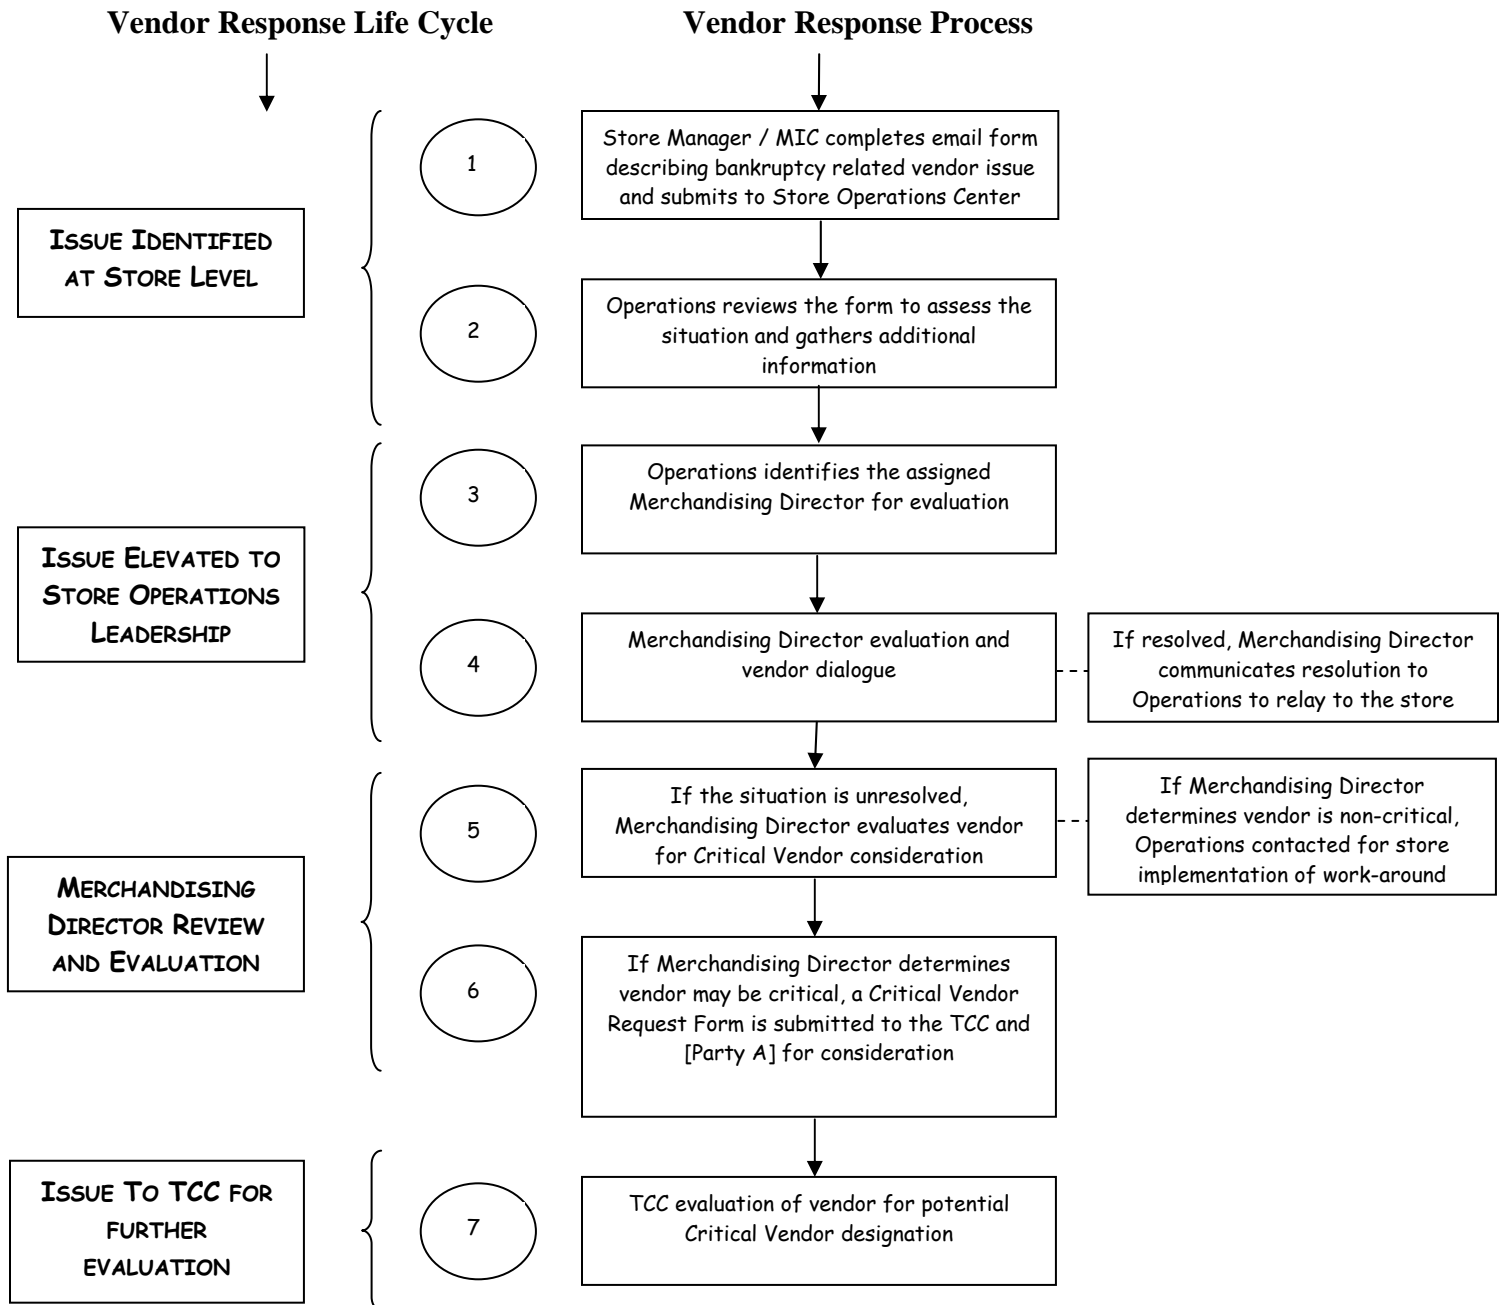 Vendor Response Life Cycle
Vendor Response Process
1
Store Manager / MIC completes email form
describing bankruptcy related vendor issue
and submits to Store Operations Center
ISSUE IDENTIFIED
AT STORE LEVEL
2
Operations reviews the form to assess the
situation and gathers additional
information
3
Operations identifies the assigned
Merchandising Director for evaluation
ISSUE ELEVATED TO
STORE OPERATIONS
LEADERSHIP
4
Merchandising Director evaluation and
vendor dialogue
If resolved, Merchandising Director
communicates resolution to
Operations to relay to the store
5
If the situation is unresolved,
Merchandising Director evaluates vendor
for Critical Vendor consideration
If Merchandising Director
determines vendor is non-critical,
Operations contacted for store
implementation of work-around
MERCHANDISING
DIRECTOR REVIEW
AND EVALUATION
6
If Merchandising Director determines
vendor may be critical, a Critical Vendor
Request Form is submitted to the TCC and
[Party A] for consideration
ISSUE TO TCC FOR
FURTHER
EVALUATION
7
TCC evaluation of vendor for potential
Critical Vendor designation